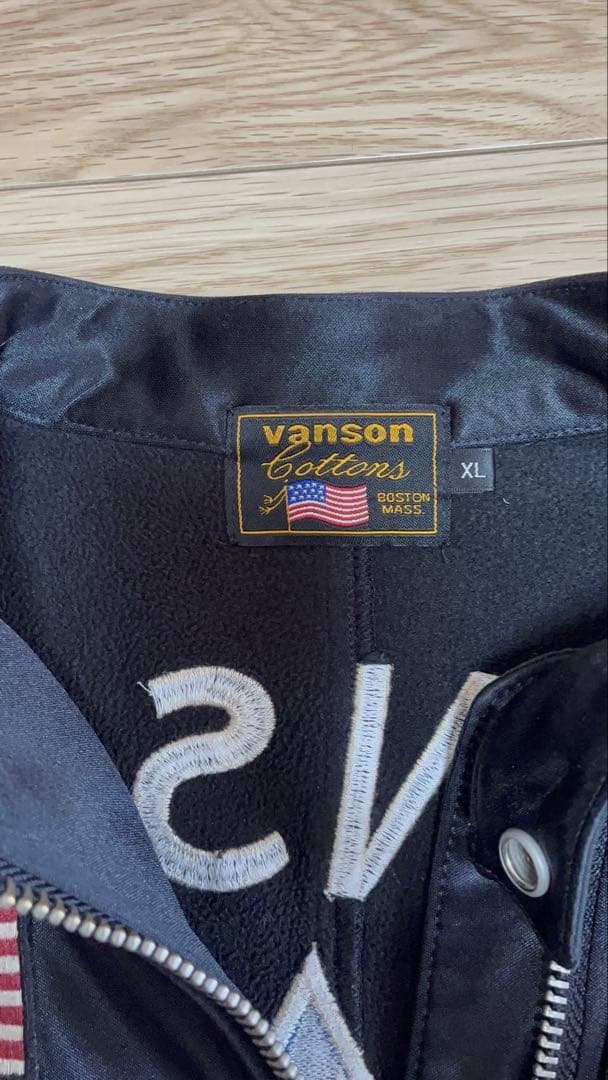 vanson
Cottons
BOSTON
MASS.
XL